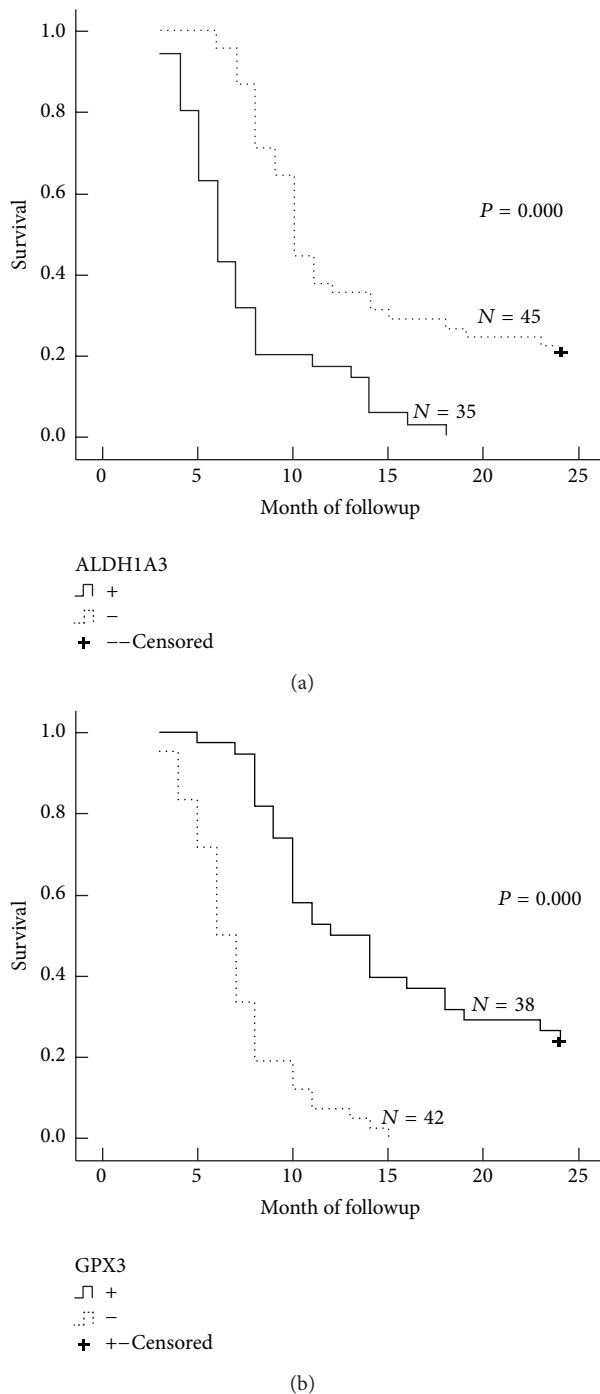 1.0
0.8
0.6
0.4
0.2
0.0
Survival
P = 0.000
N = 45
N = 35
0 5 10 15 20 25
Month of followup
ALDH1A3
+
−
−−Censored
(a)
1.0
0.8
0.6
0.4
0.2
0.0
Survival
P = 0.000
N = 38
N = 42
0 5 10 15 20 25
Month of followup
GPX3
+
−
+−Censored
(b)